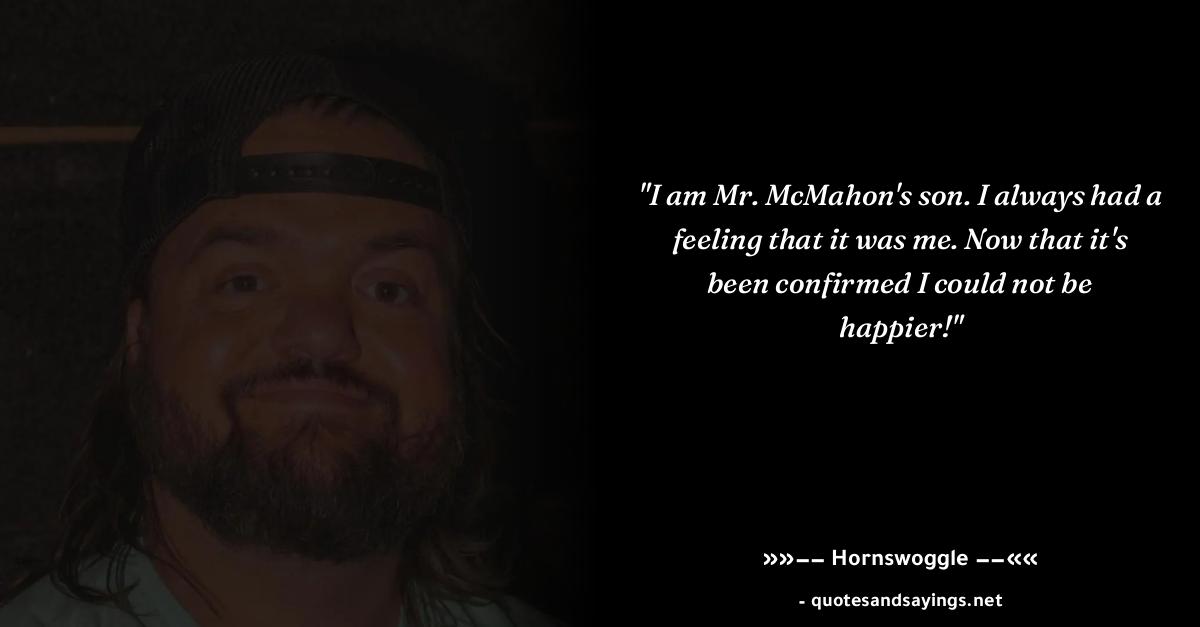 "I am Mr. McMahon's son. I always had a
feeling that it was me. Now that it's
been confirmed I could not be
happier!"
»»−− Hornswoggle −−««
- quotesandsayings.net